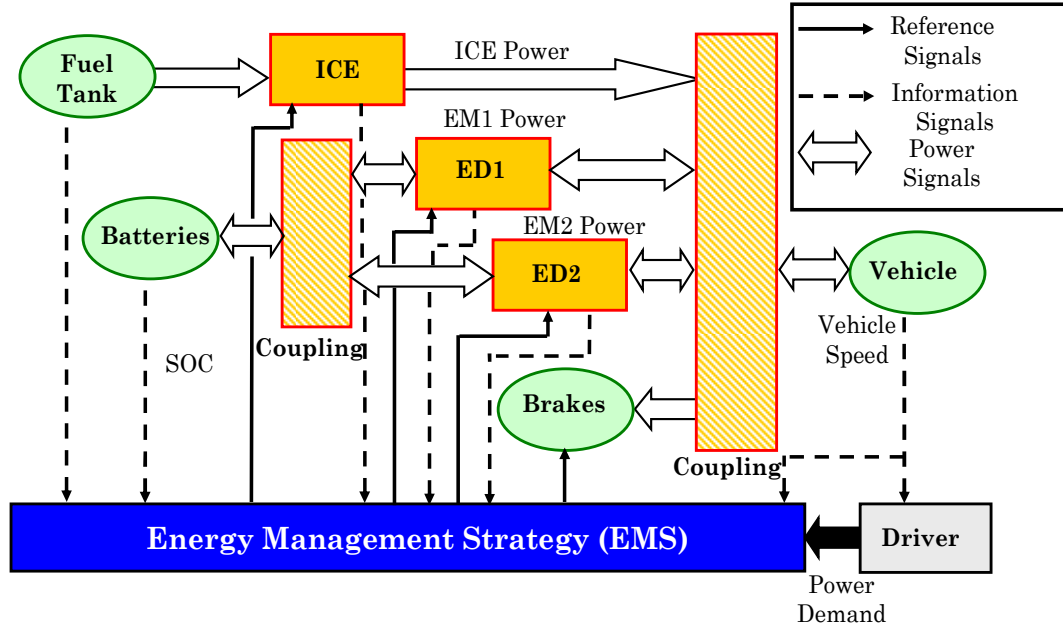 Fuel
Tank
ICE
ICE Power
Reference
Signals
Information
Signals
Power
Signals
EM1 Power
ED1
Batteries
EM2 Power
ED2
Vehicle
Vehicle
Speed
Coupling
SOC
Brakes
Coupling
Energy Management Strategy (EMS)
Driver
Power
Demand